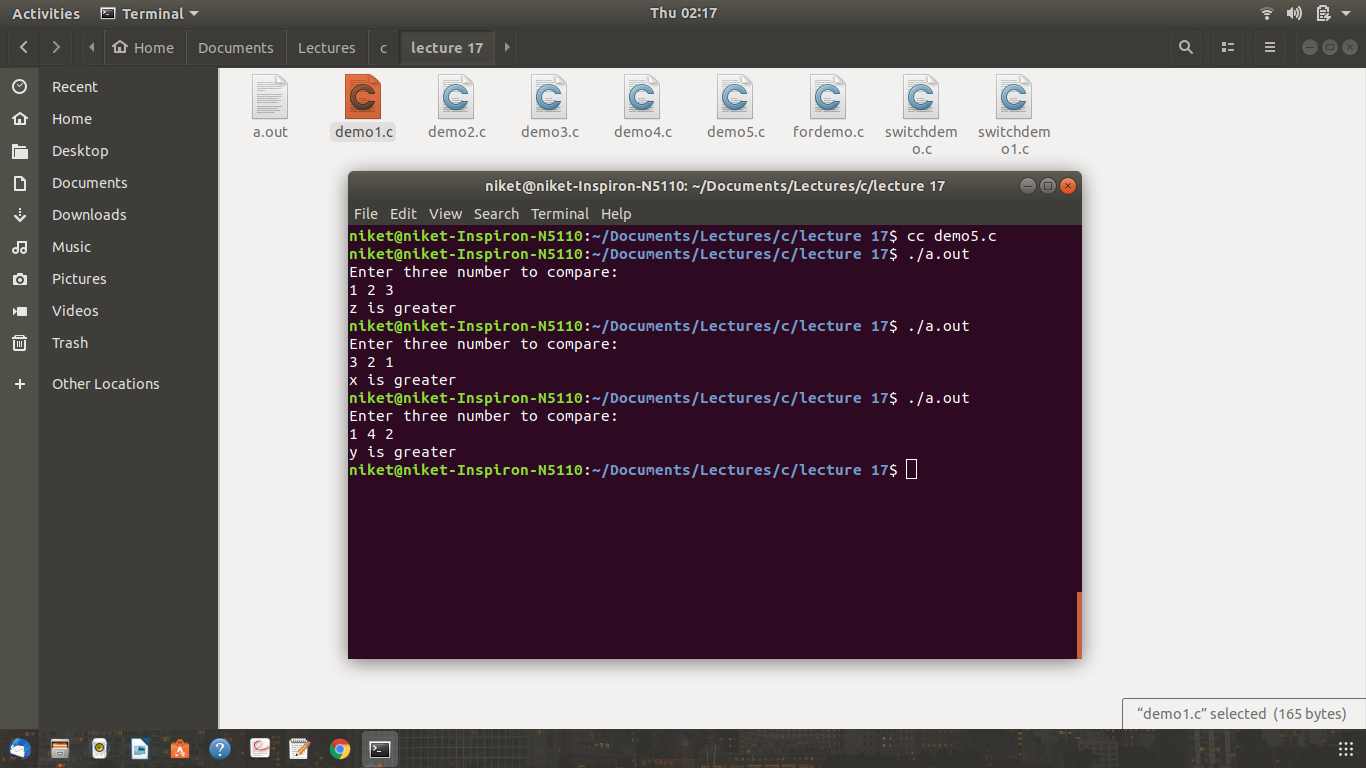 Activities Terminal Thu 02:17
Home Documents Lectures c lecture 17
Recent
Home
Desktop
Documents
Downloads
Music
Pictures
Videos
Trash
Other Locations
a.out demo1.c demo2.c demo3.c demo4.c demo5.c fordemo.c switchdem switchdem
o.c o1.c
niket@niket-Inspiron-N5110: ~/Documents/Lectures/c/lecture 17
File Edit View Search Terminal Help
niket@niket-Inspiron-N5110:~/Documents/Lectures/c/lecture 17$ cc demo5.c
niket@niket-Inspiron-N5110:~/Documents/Lectures/c/lecture 17$ ./a.out
Enter three number to compare:
1 2 3
z is greater
niket@niket-Inspiron-N5110:~/Documents/Lectures/c/lecture 17$ ./a.out
Enter three number to compare:
3 2 1
x is greater
niket@niket-Inspiron-N5110:~/Documents/Lectures/c/lecture 17$ ./a.out
Enter three number to compare:
1 4 2
y is greater
niket@niket-Inspiron-N5110:~/Documents/Lectures/c/lecture 17$
“demo1.c” selected (165 bytes)